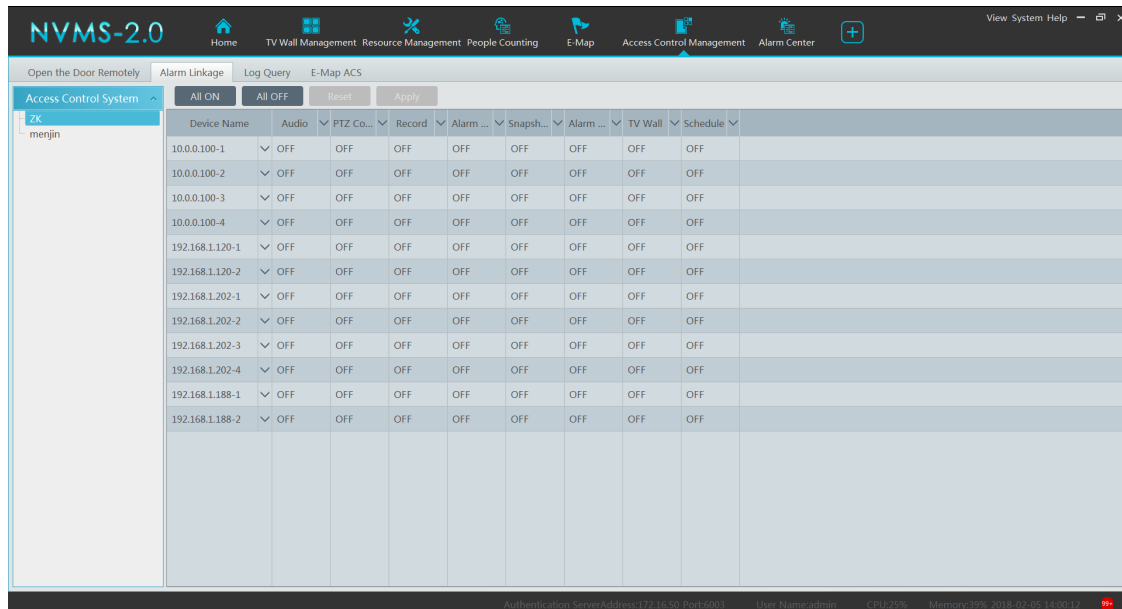 NVMS-2.0
Home TV Wall Management Resource Management People Counting E-Map Access Control Management Alarm Center
View System Help
Open the Door Remotely Alarm Linkage Log Query E-Map ACS
Access Control System
All ON All OFF Reset Apply
ZK
menjin
Device Name Audio PTZ Co... Record Alarm ... Snapsh... Alarm ... TV Wall Schedule
10.0.0.100-1 OFF OFF OFF OFF OFF OFF OFF OFF
10.0.0.100-2 OFF OFF OFF OFF OFF OFF OFF OFF
10.0.0.100-3 OFF OFF OFF OFF OFF OFF OFF OFF
10.0.0.100-4 OFF OFF OFF OFF OFF OFF OFF OFF
192.168.1.120-1 OFF OFF OFF OFF OFF OFF OFF OFF
192.168.1.120-2 OFF OFF OFF OFF OFF OFF OFF OFF
192.168.1.202-1 OFF OFF OFF OFF OFF OFF OFF OFF
192.168.1.202-2 OFF OFF OFF OFF OFF OFF OFF OFF
192.168.1.202-3 OFF OFF OFF OFF OFF OFF OFF OFF
192.168.1.202-4 OFF OFF OFF OFF OFF OFF OFF OFF
192.168.1.188-1 OFF OFF OFF OFF OFF OFF OFF OFF
192.168.1.188-2 OFF OFF OFF OFF OFF OFF OFF OFF
Authentication ServerAddress:172.16.50 Port:6003 User Name:admin CPU:25% Memory:39% 2018-02-05 14:00:12 99+